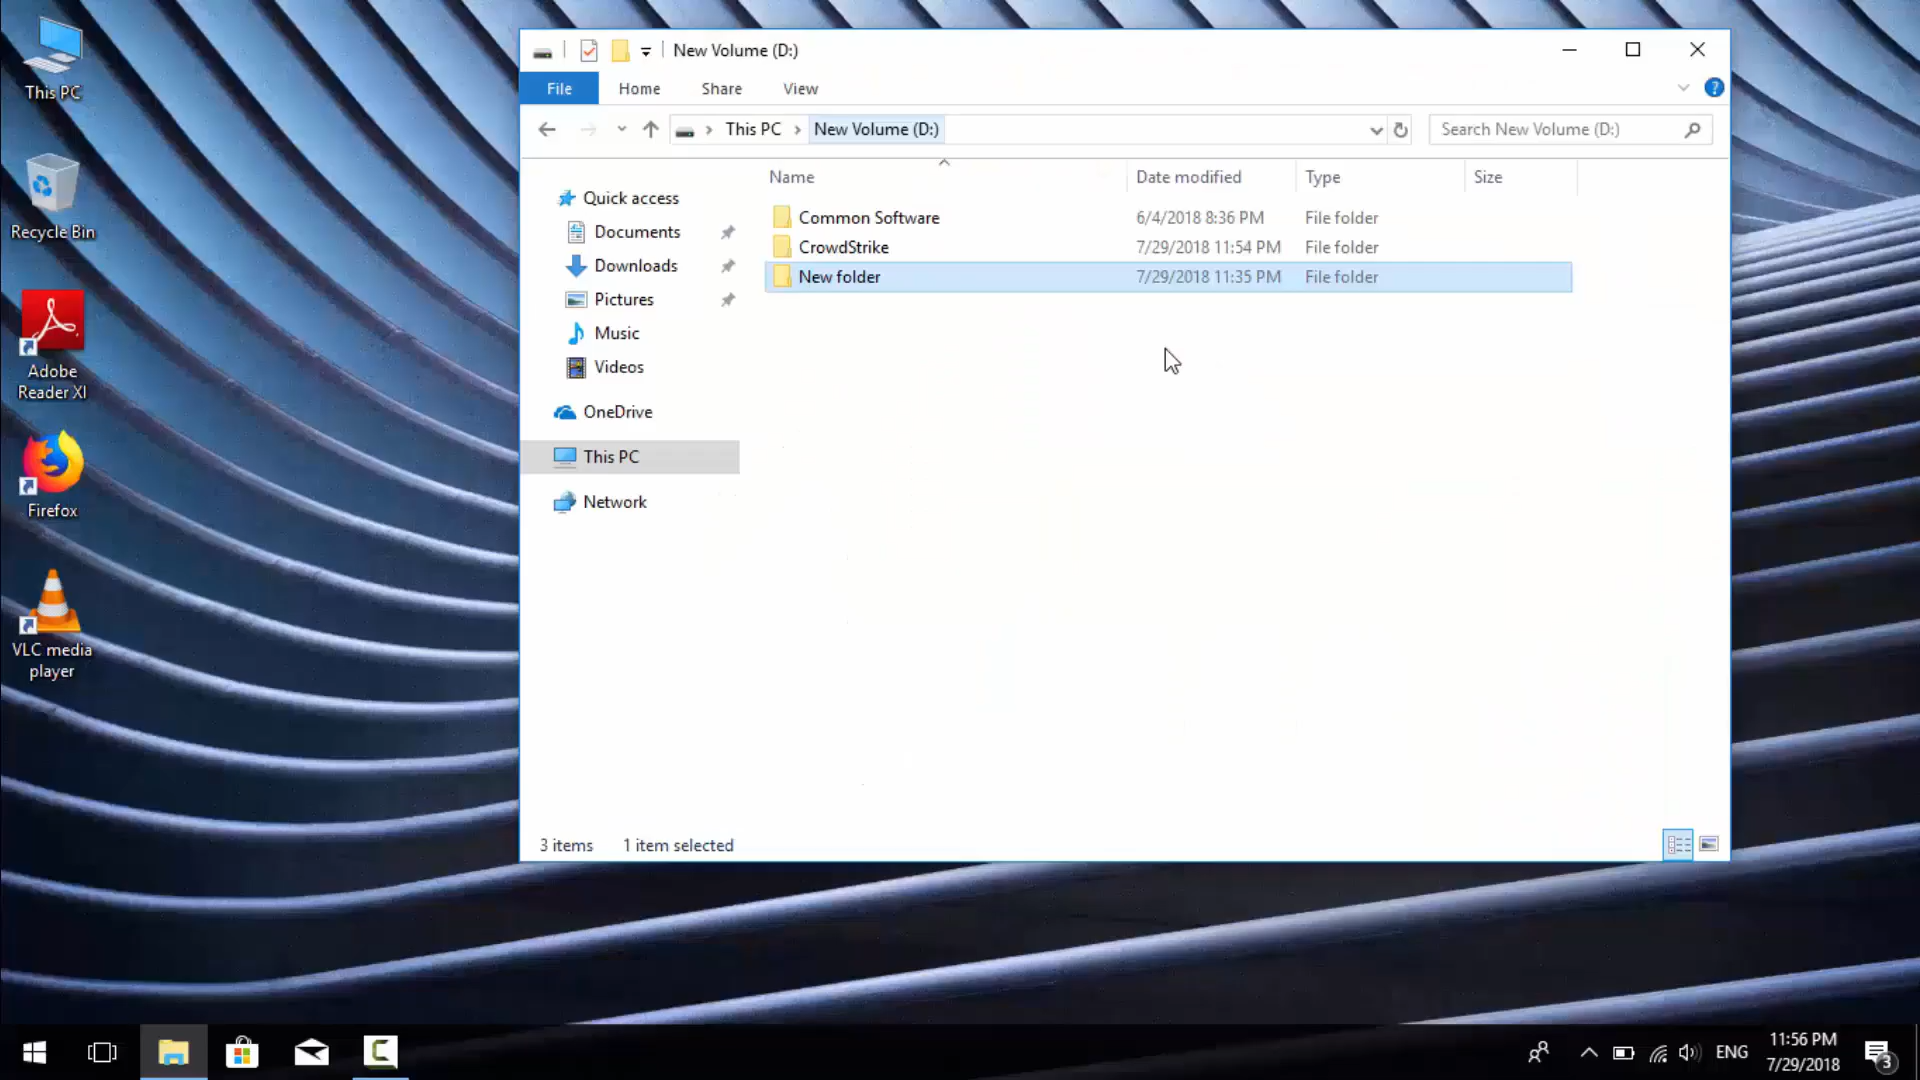 This PC
Recycle Bin
Adobe
Reader XI
Firefox
VLC media
player
New Volume (D:)
File Home Share View
This PC New Volume (D:)
Search New Volume (D:)
Name Date modified Type Size
Common Software 6/4/2018 8:36 PM File folder
CrowdStrike 7/29/2018 11:54 PM File folder
New folder 7/29/2018 11:35 PM File folder
Quick access
Documents
Downloads
Pictures
Music
Videos
OneDrive
This PC
Network
3 items 1 item selected
ENG
11:56 PM
7/29/2018
3